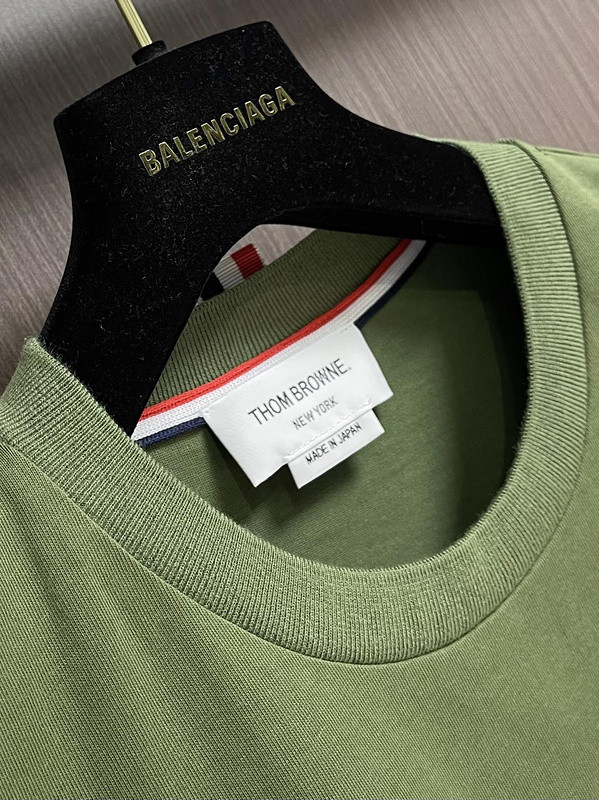 BALENCIAGA
THOM BROWNE.
NEW YORK
MADE IN JAPAN